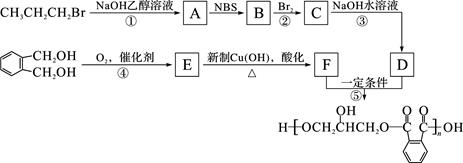 CH₃CH₂CH₂Br NaOH乙醇溶液 ① A NBS B Br₂ ② C NaOH水溶液 ③
CH₂OH
CH₂OH
O₂，催化剂 ④ E 新制Cu(OH)，酸化 △ F D
一定条件
⑤
OH O O
H⁅OCH₂CHCH₂O–C C⁆ₙOH